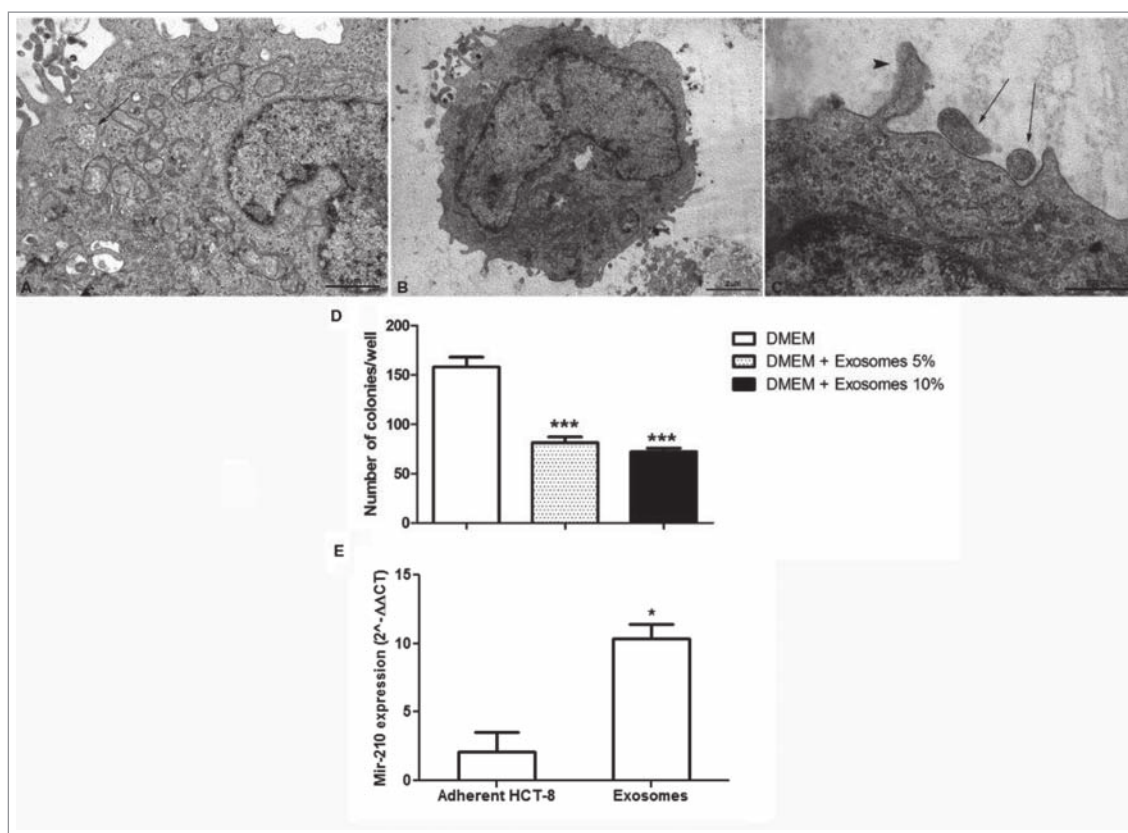 A
B
2µm
C
D
Number of colonies/well
200
150
100
50
0
***
***
DMEM
DMEM + Exosomes 5%
DMEM + Exosomes 10%
E
Mir-210 expression (2^-ΔΔCT)
15
10
5
0
*
Adherent HCT-8
Exosomes